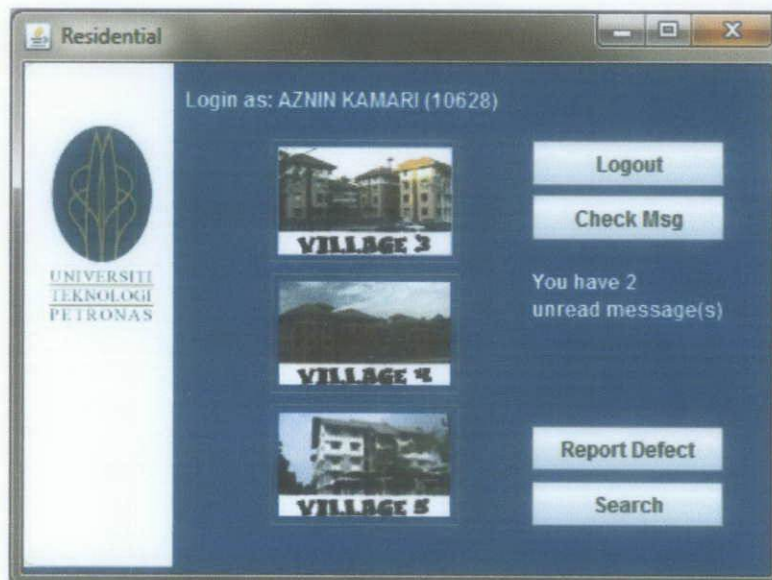 Residential
Login as: AZNIN KAMARI (10628)
UNIVERSITI
TEKNOLOGI
PETRONAS
VILLAGE 3
VILLAGE 4
VILLAGE 5
Logout
Check Msg
You have 2
unread message(s)
Report Defect
Search